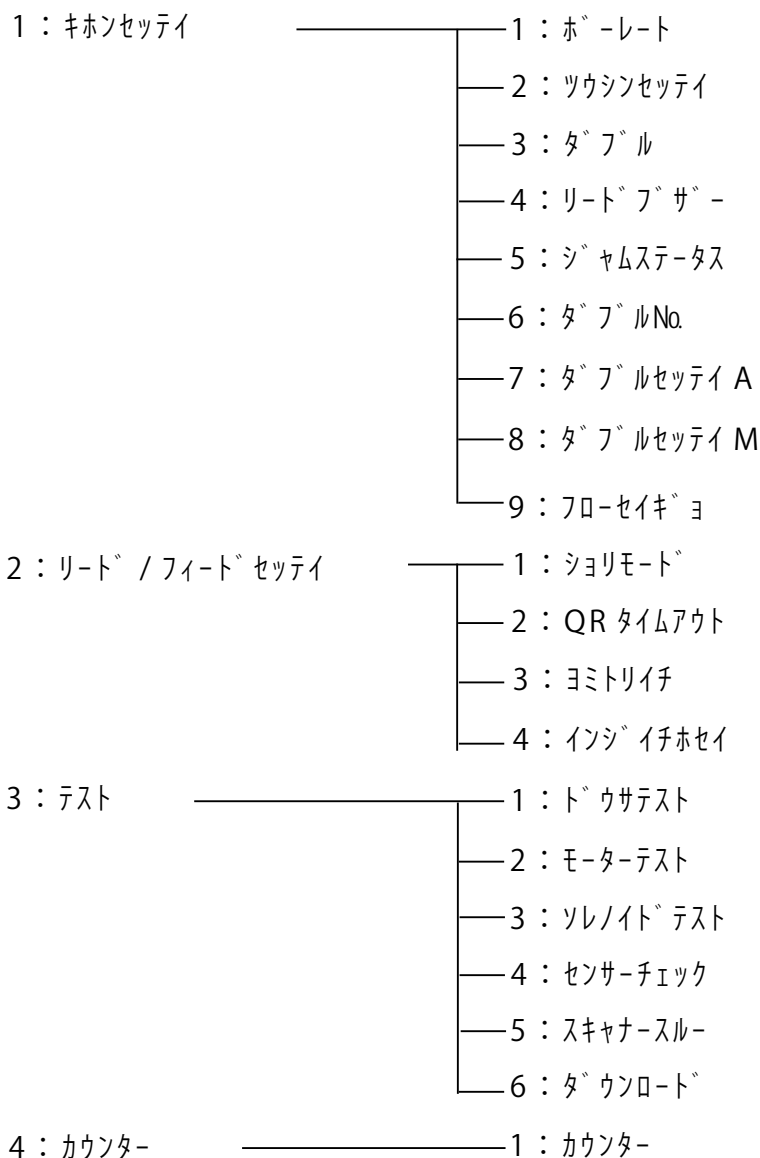 1：ｷﾎﾝｾｯﾃｲ
1：ﾎﾞｰﾚｰﾄ
2：ﾂｳｼﾝｾｯﾃｲ
3：ﾀﾞﾌﾞﾙ
4：ﾘｰﾄﾞﾌﾞｻﾞｰ
5：ｼﾞｬﾑｽﾃｰﾀｽ
6：ﾀﾞﾌﾞﾙ№
7：ﾀﾞﾌﾞﾙｾｯﾃｲ A
8：ﾀﾞﾌﾞﾙｾｯﾃｲ M
9：ﾌﾛｰｾｲｷﾞｮ
2：ﾘｰﾄﾞ / ﾌｨｰﾄﾞｾｯﾃｲ
1：ｼｮﾘﾓｰﾄﾞ
2：QR ﾀｲﾑｱｳﾄ
3：ﾖﾐﾄﾘｲﾁ
4：ｲﾝｼﾞｲﾁﾎｾｲ
3：ﾃｽﾄ
1：ﾄﾞｳｻﾃｽﾄ
2：ﾓｰﾀｰﾃｽﾄ
3：ｿﾚﾉｲﾄﾞﾃｽﾄ
4：ｾﾝｻｰﾁｪｯｸ
5：ｽｷｬﾅｰｽﾙｰ
6：ﾀﾞｳﾝﾛｰﾄﾞ
4：ｶｳﾝﾀｰ
1：ｶｳﾝﾀｰ